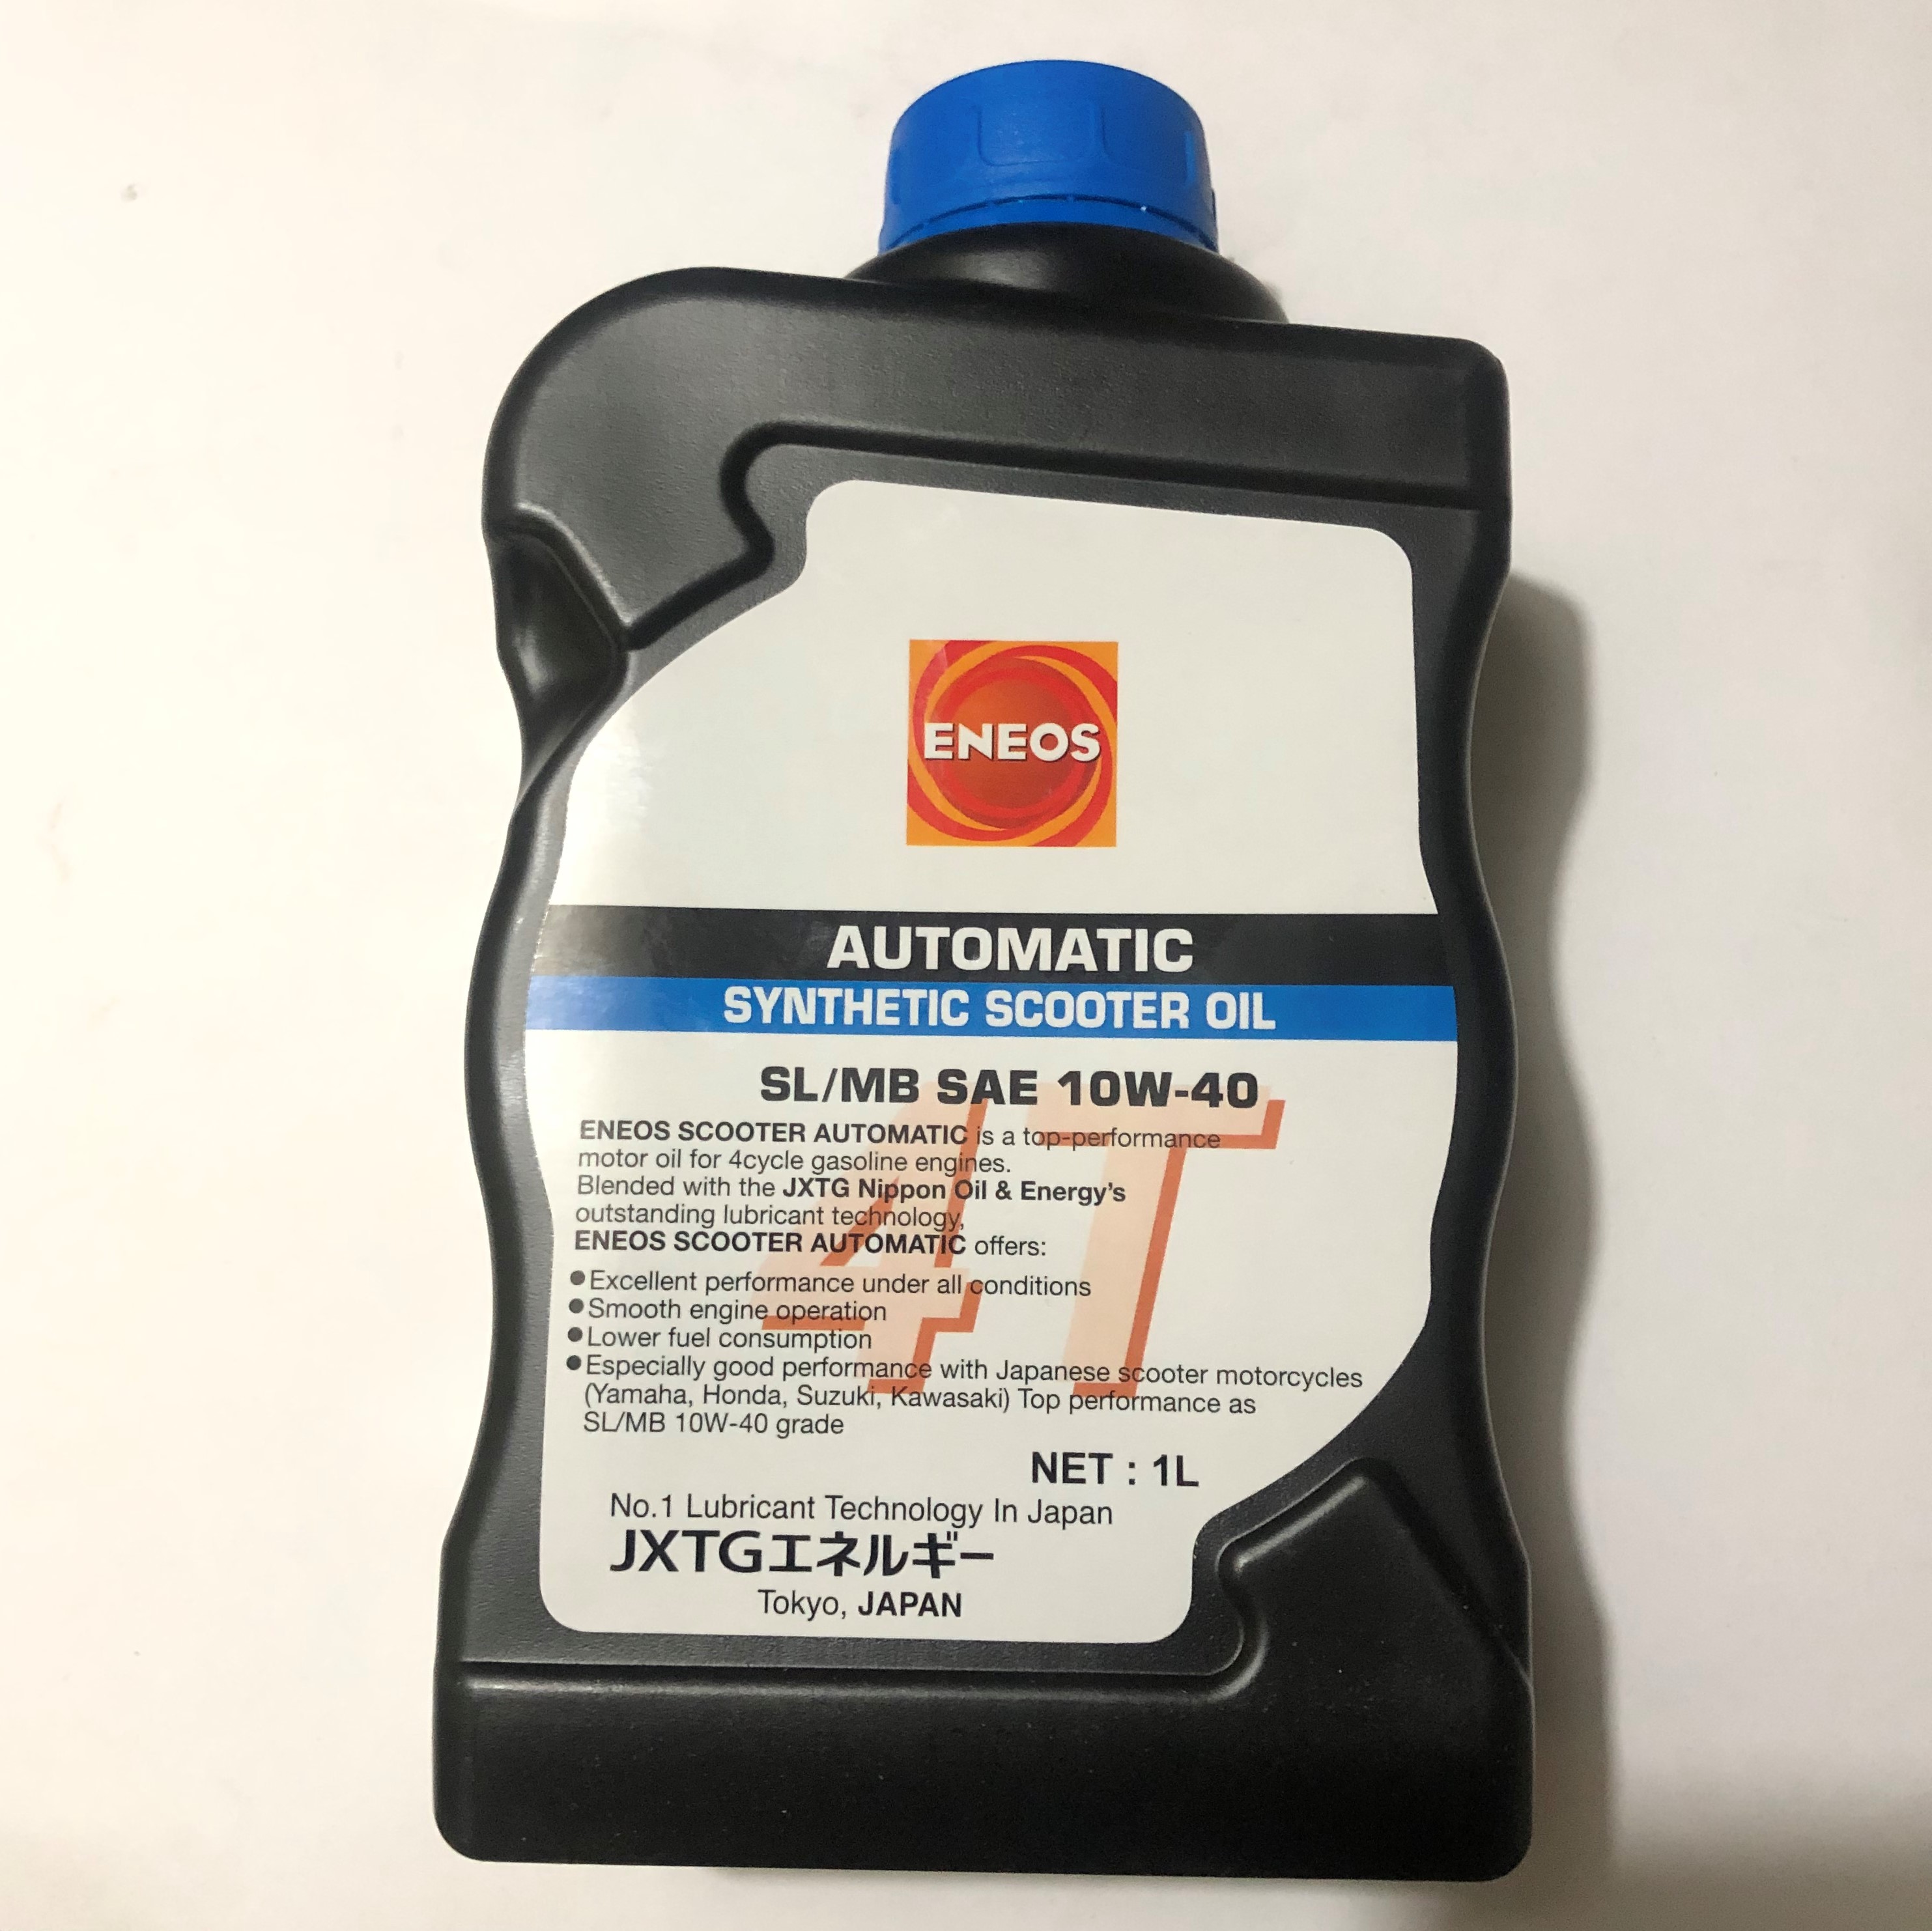 ENEOS
AUTOMATIC
SYNTHETIC SCOOTER OIL
SL/MB SAE 10W-40
4T
ENEOS SCOOTER AUTOMATIC is a top-performance
motor oil for 4cycle gasoline engines.
Blended with the JXTG Nippon Oil & Energy's
outstanding lubricant technology,
ENEOS SCOOTER AUTOMATIC offers:
●Excellent performance under all conditions
●Smooth engine operation
●Lower fuel consumption
●Especially good performance with Japanese scooter motorcycles
(Yamaha, Honda, Suzuki, Kawasaki) Top performance as
SL/MB 10W-40 grade
NET : 1L
No.1 Lubricant Technology In Japan
JXTGエネルギー
Tokyo, JAPAN